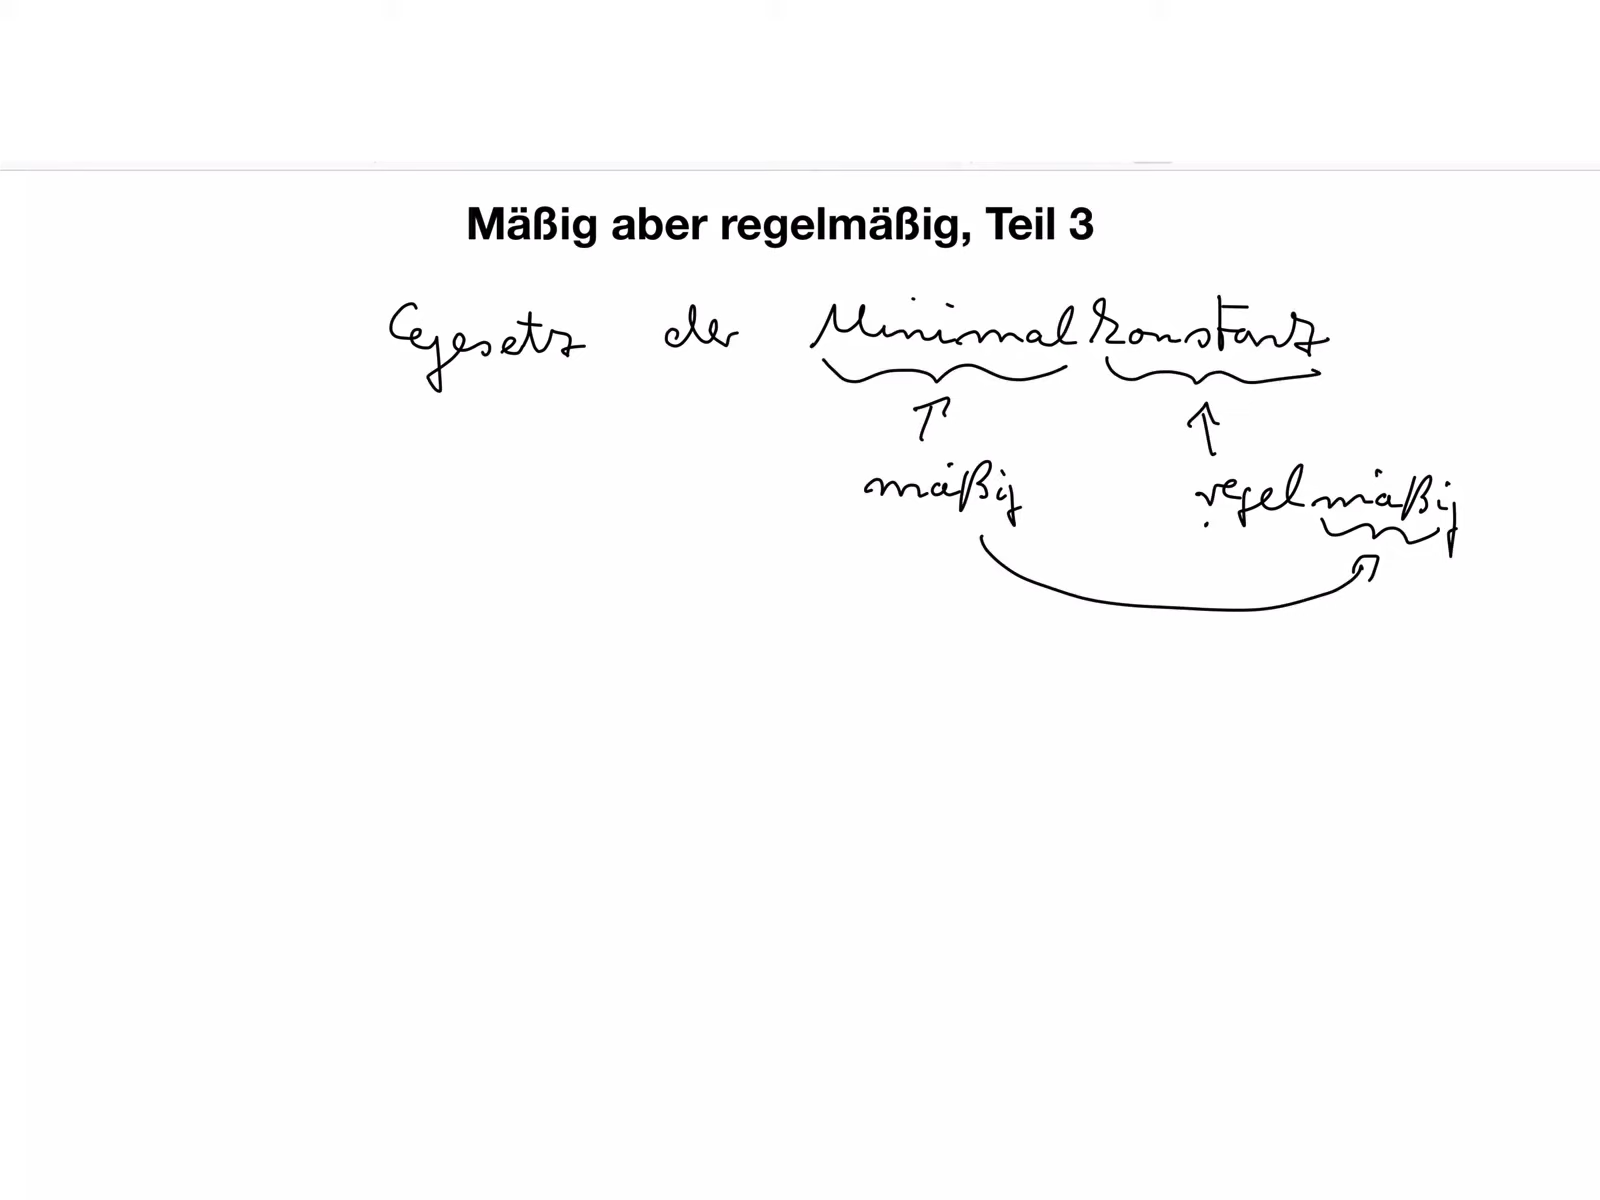 Mäßig aber regelmäßig, Teil 3
Gesetz der Minimalkonstanz
mäßig regelmäßig